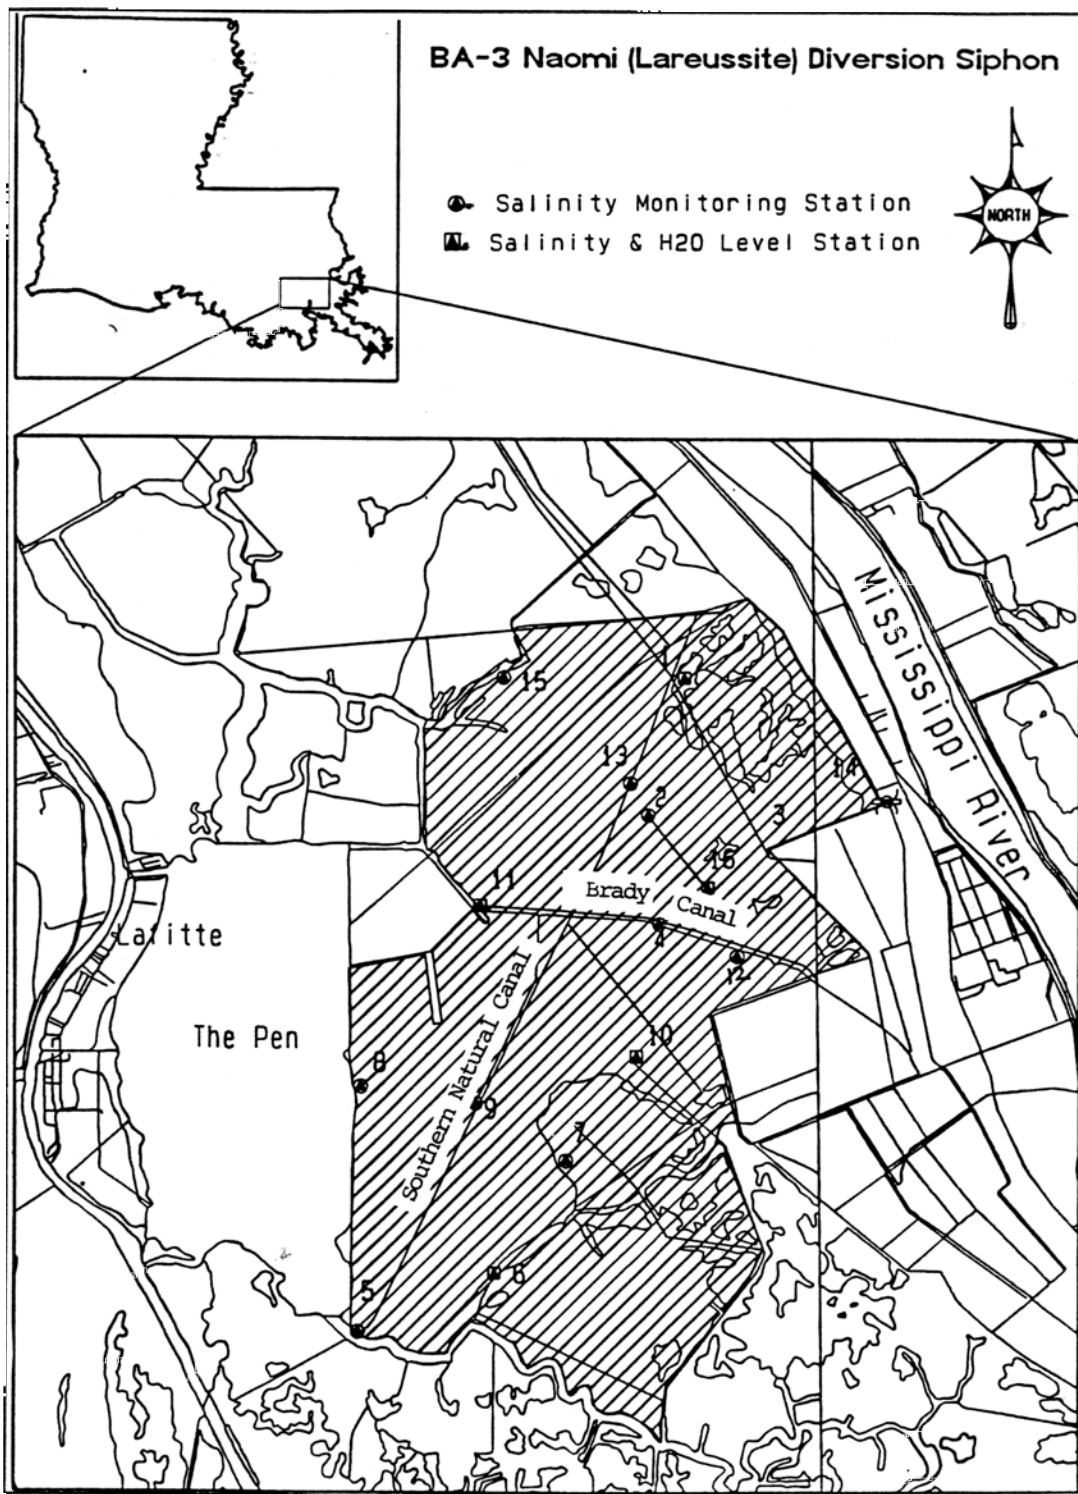 BA-3 Naomi (Lareussite) Diversion Siphon
Salinity Monitoring Station
Salinity & H2O Level Station
NORTH
Mississippi River
15
1
13
2
14
3
16
11
Brady Canal
4
12
Lafitte
The Pen
10
8
9
Southern Natural Canal
7
6
5